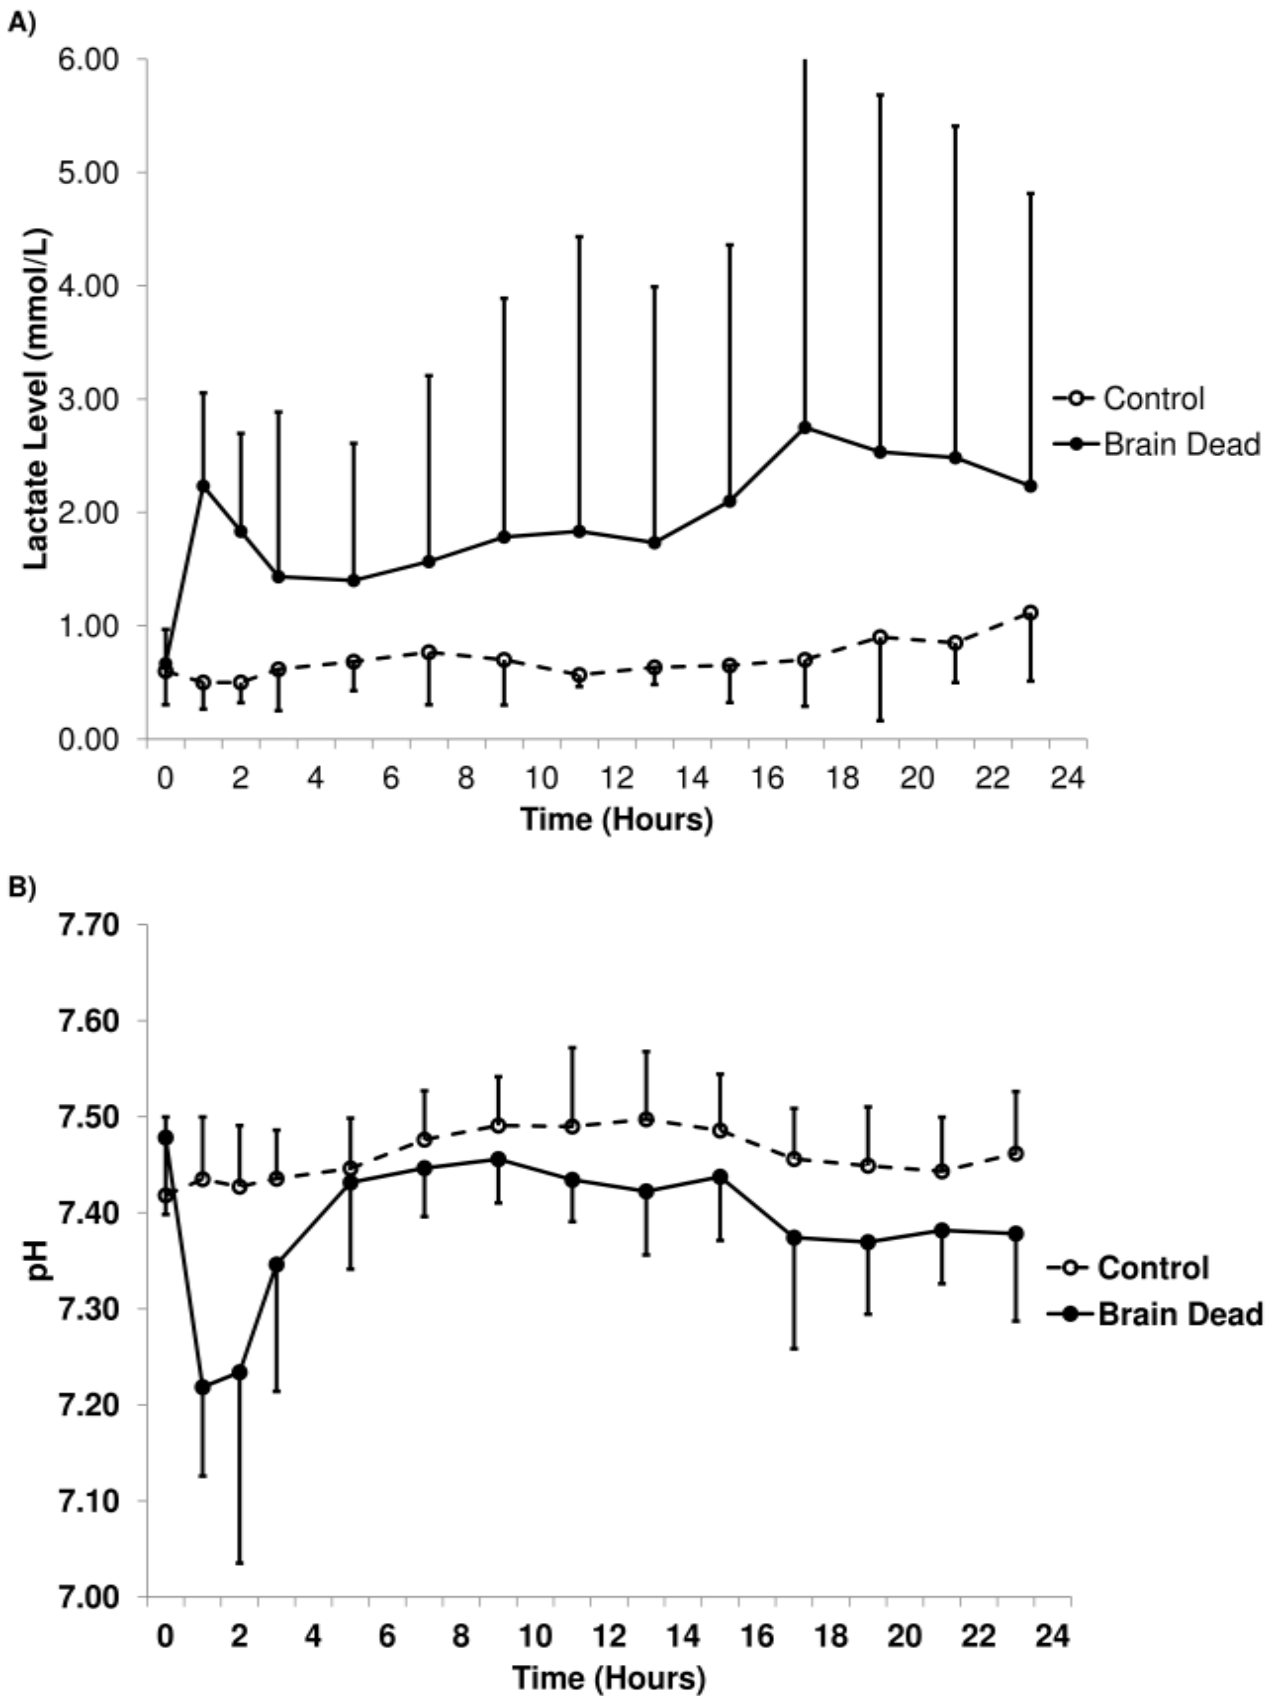 A)
6.00
5.00
4.00
3.00
2.00
1.00
0.00
Lactate Level (mmol/L)
0 2 4 6 8 10 12 14 16 18 20 22 24
Time (Hours)
Control
Brain Dead
B)
7.70
7.60
7.50
7.40
7.30
7.20
7.10
7.00
pH
0 2 4 6 8 10 12 14 16 18 20 22 24
Time (Hours)
Control
Brain Dead